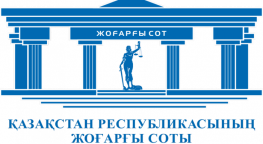 ЖОҒАРҒЫ СОТ
ҚАЗАҚСТАН РЕСПУБЛИКАСЫНЫҢ
ЖОҒАРҒЫ СОТЫ